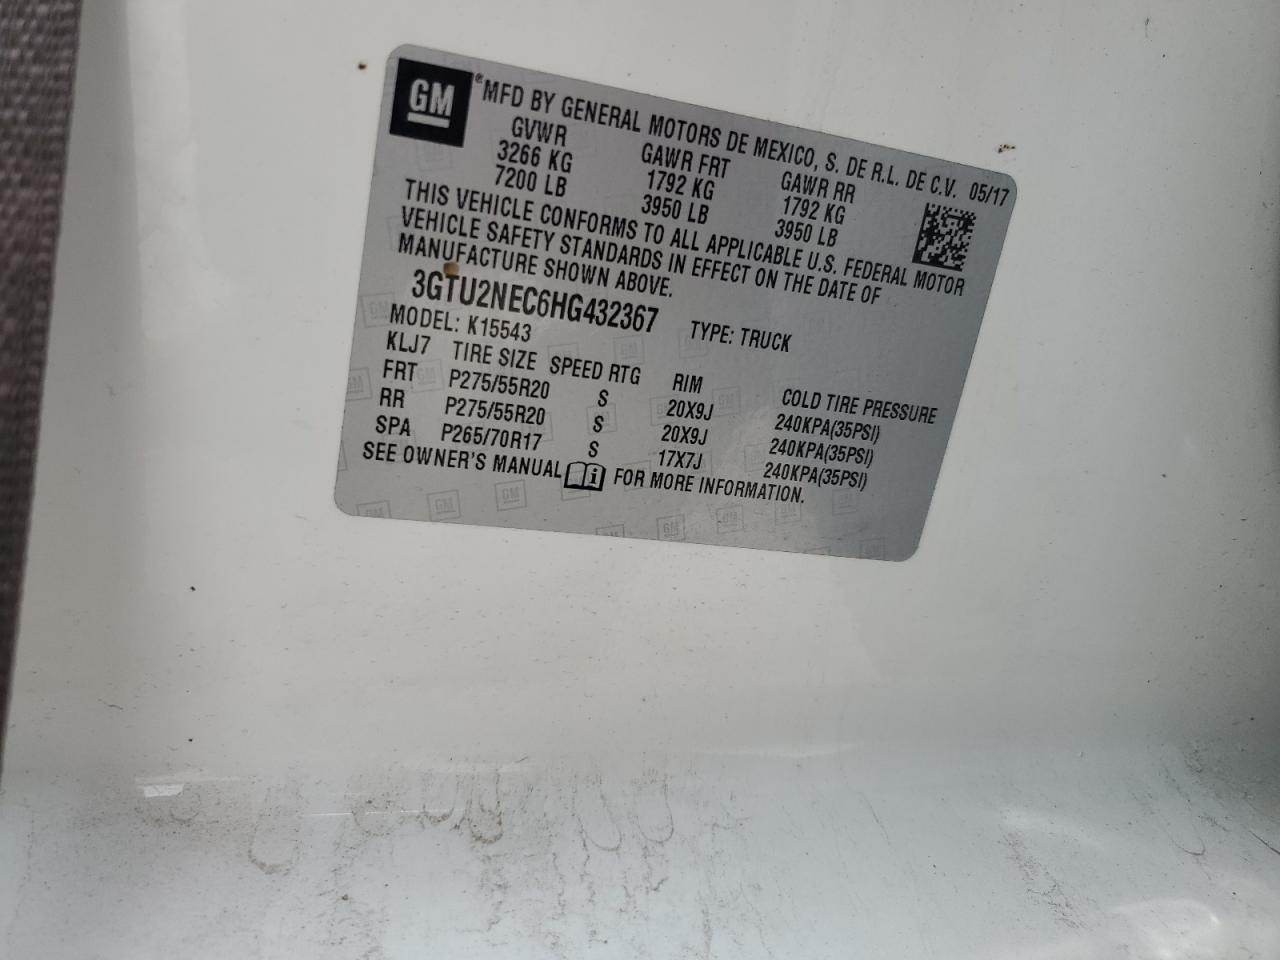 GM
® MFD BY GENERAL MOTORS DE MEXICO, S. DE R.L. DE C.V. 05/17
GVWR GAWR FRT GAWR RR
3266 KG 1792 KG 1792 KG
7200 LB 3950 LB 3950 LB
THIS VEHICLE CONFORMS TO ALL APPLICABLE U.S. FEDERAL MOTOR
VEHICLE SAFETY STANDARDS IN EFFECT ON THE DATE OF
MANUFACTURE SHOWN ABOVE.
3GTU2NEC6HG432367 TYPE: TRUCK
MODEL: K15543
KLJ7 TIRE SIZE SPEED RTG RIM COLD TIRE PRESSURE
FRT P275/55R20 S 20X9J 240KPA(35PSI)
RR P275/55R20 S 20X9J 240KPA(35PSI)
SPA P265/70R17 S 17X7J 240KPA(35PSI)
SEE OWNER'S MANUAL FOR MORE INFORMATION.